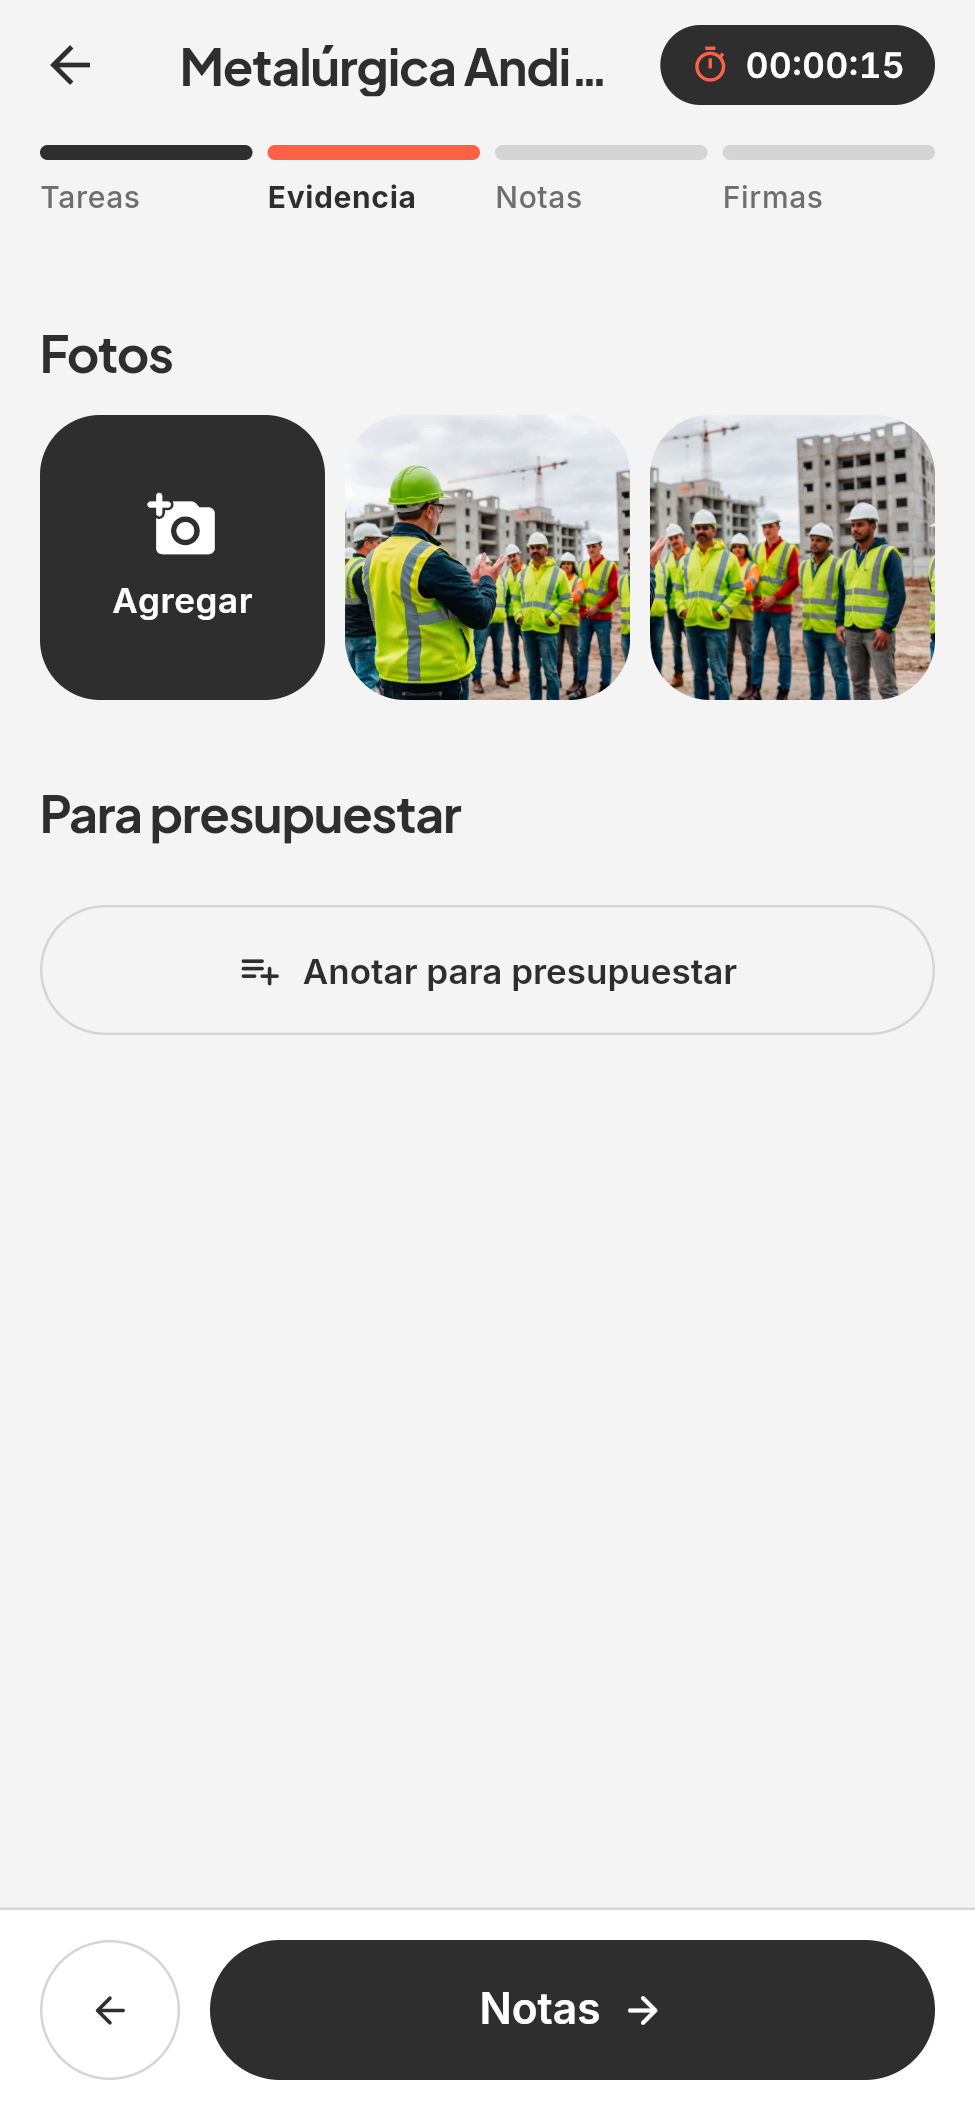 Metalúrgica Andi...
00:00:15
Tareas
Evidencia
Notas
Firmas
Fotos
Agregar
Para presupuestar
Anotar para presupuestar
Notas